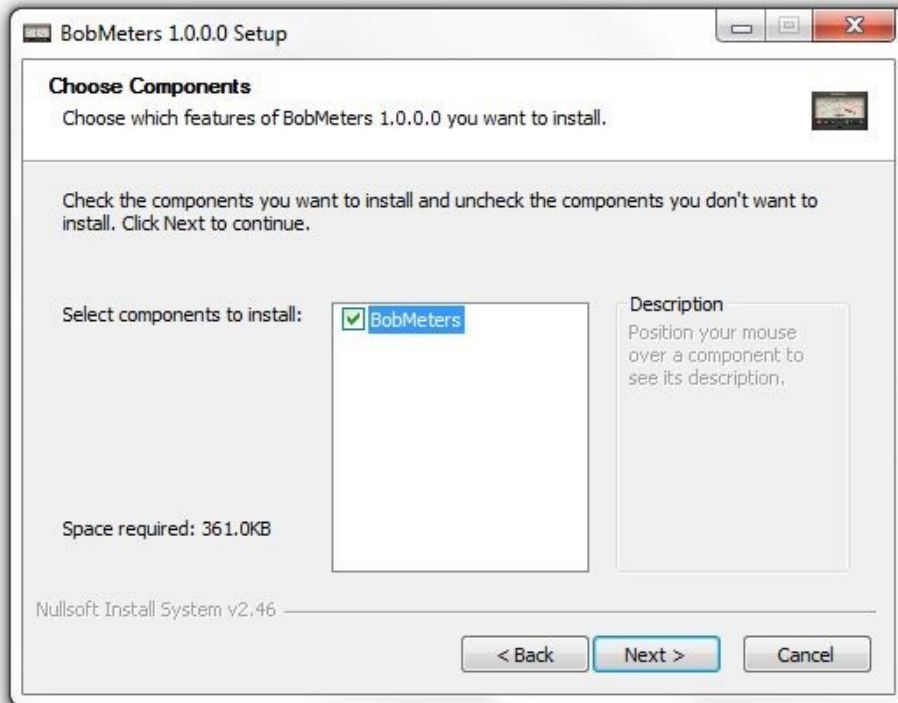 BobMeters 1.0.0.0 Setup
Choose Components
Choose which features of BobMeters 1.0.0.0 you want to install.
Check the components you want to install and uncheck the components you don't want to
install. Click Next to continue.
Select components to install:
BobMeters
Description
Position your mouse
over a component to
see its description.
Space required: 361.0KB
Nullsoft Install System v2.46
< Back
Next >
Cancel